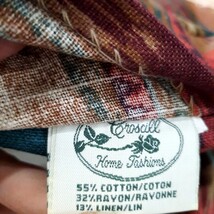 Croscill
Home Fashions
55% COTTON/COTON
32% RAYON/RAYONNE
13% LINEN/LIN